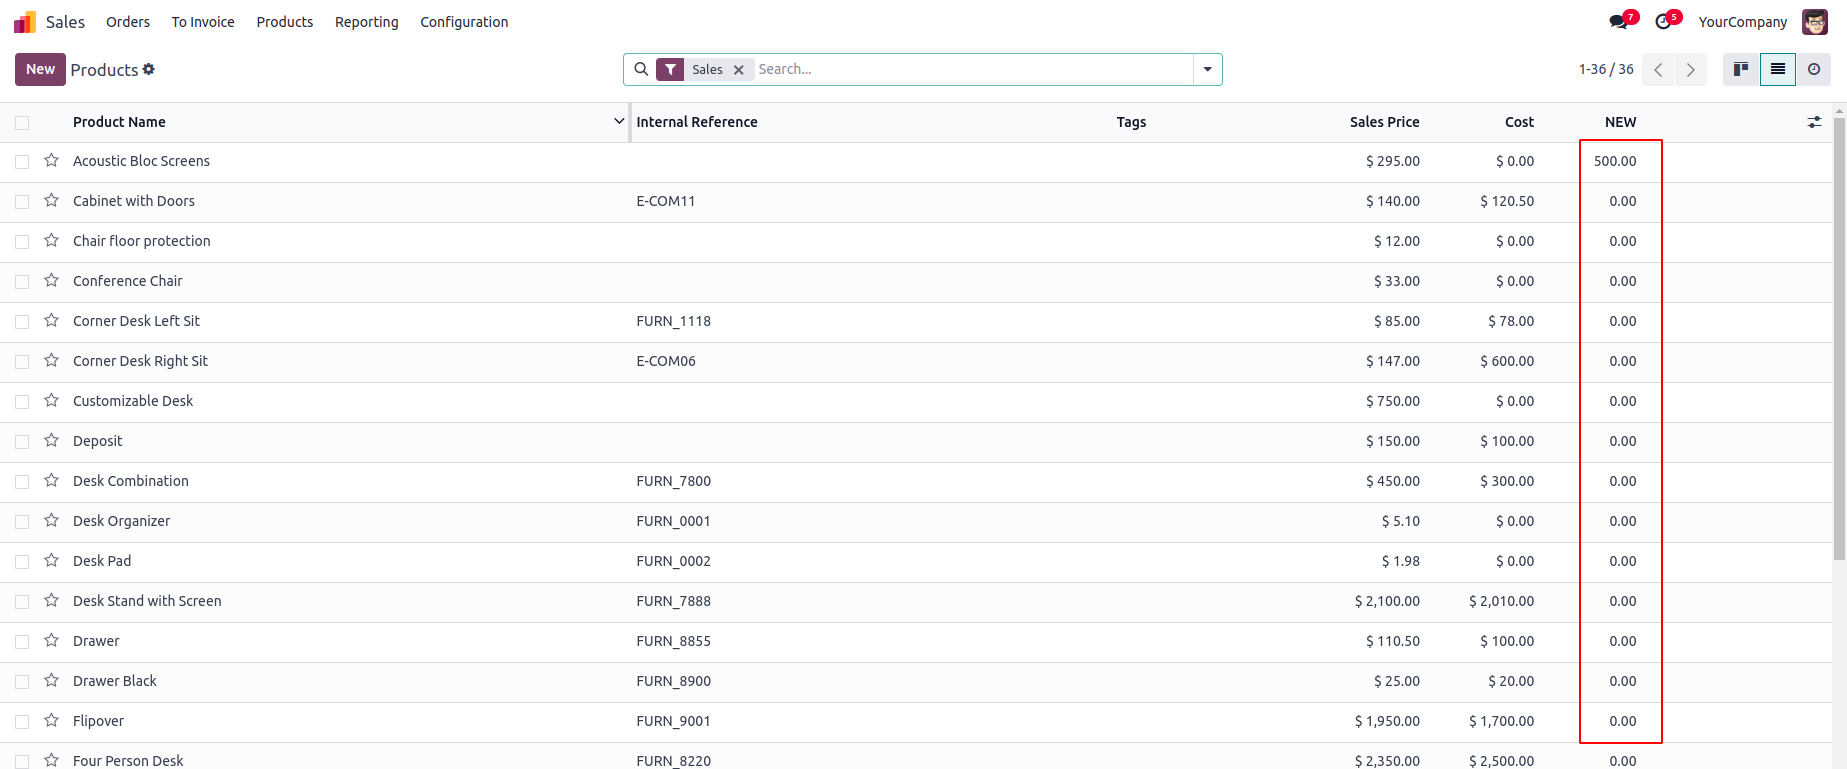 Sales Orders To Invoice Products Reporting Configuration 7 5 YourCompany
New Products Sales Search... 1-36 / 36
Product Name Internal Reference Tags Sales Price Cost NEW
Acoustic Bloc Screens $ 295.00 $ 0.00 500.00
Cabinet with Doors E-COM11 $ 140.00 $ 120.50 0.00
Chair floor protection $ 12.00 $ 0.00 0.00
Conference Chair $ 33.00 $ 0.00 0.00
Corner Desk Left Sit FURN_1118 $ 85.00 $ 78.00 0.00
Corner Desk Right Sit E-COM06 $ 147.00 $ 600.00 0.00
Customizable Desk $ 750.00 $ 0.00 0.00
Deposit $ 150.00 $ 100.00 0.00
Desk Combination FURN_7800 $ 450.00 $ 300.00 0.00
Desk Organizer FURN_0001 $ 5.10 $ 0.00 0.00
Desk Pad FURN_0002 $ 1.98 $ 0.00 0.00
Desk Stand with Screen FURN_7888 $ 2,100.00 $ 2,010.00 0.00
Drawer FURN_8855 $ 110.50 $ 100.00 0.00
Drawer Black FURN_8900 $ 25.00 $ 20.00 0.00
Flipover FURN_9001 $ 1,950.00 $ 1,700.00 0.00
Four Person Desk FURN_8220 $ 2,350.00 $ 2,500.00 0.00